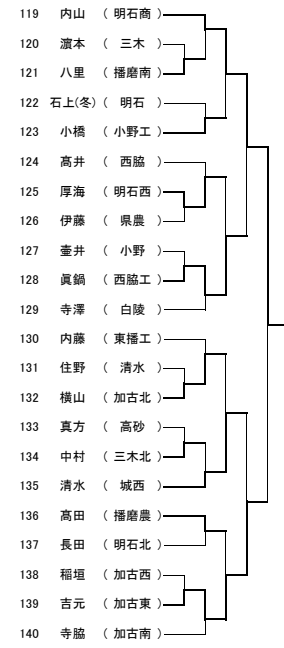 119 内山 ( 明石商 )
120 濵本 ( 三木 )
121 八里 ( 播磨南 )
122 石上(冬) ( 明石 )
123 小橋 ( 小野工 )
124 髙井 ( 西脇 )
125 厚海 ( 明石西 )
126 伊藤 ( 県農 )
127 壷井 ( 小野 )
128 眞鍋 ( 西脇工 )
129 寺澤 ( 白陵 )
130 内藤 ( 東播工 )
131 住野 ( 清水 )
132 横山 ( 加古北 )
133 真方 ( 高砂 )
134 中村 ( 三木北 )
135 清水 ( 城西 )
136 髙田 ( 播磨農 )
137 長田 ( 明石北 )
138 稲垣 ( 加古西 )
139 吉元 ( 加古東 )
140 寺脇 ( 加古南 )